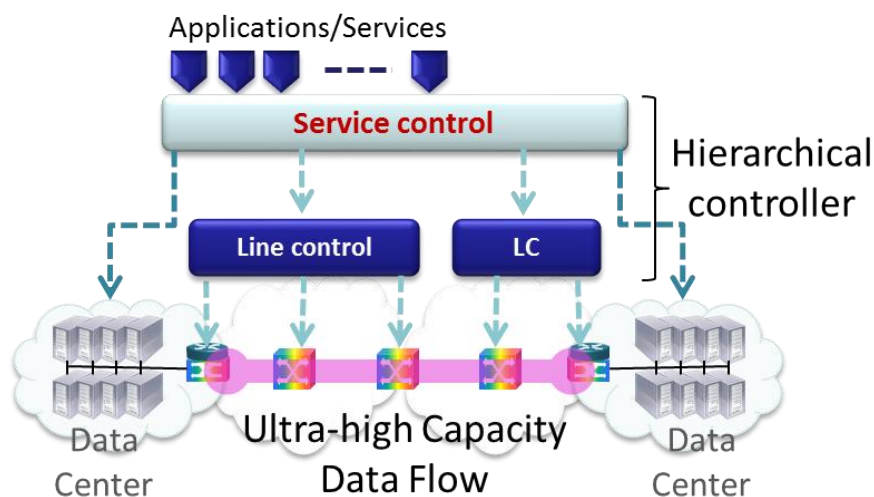 Applications/Services
Service control
Hierarchical
controller
Line control
LC
Ultra-high Capacity
Data Flow
Data
Center
Data
Center